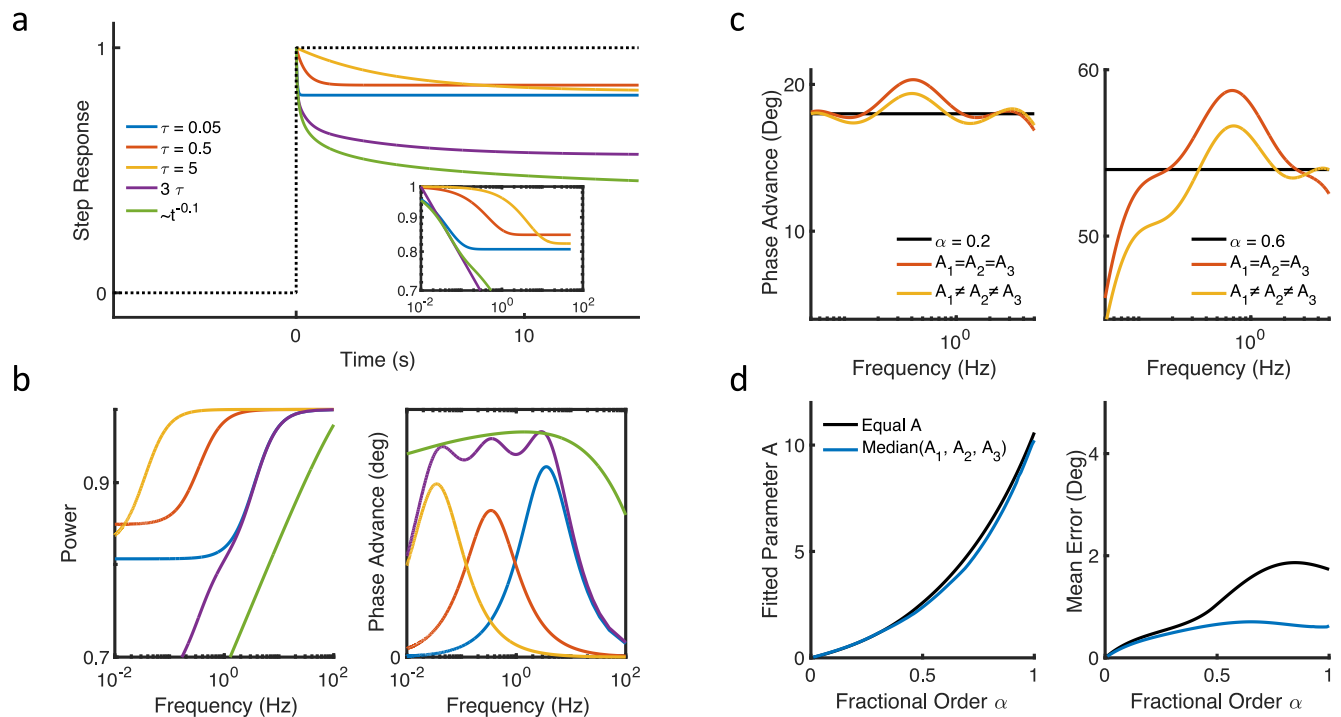 a
Step Response
1
0
τ = 0.05
τ = 0.5
τ = 5
3 τ
~t^-0.1
1
0.9
0.8
0.7
10^-2 10^0 10^2
0 10
Time (s)
b
Power
0.9
0.7
10^-2 10^0 10^2
Frequency (Hz)
Phase Advance (deg)
0
10^-2 10^0 10^2
Frequency (Hz)
c
Phase Advance (Deg)
20
10
α = 0.2
A1=A2=A3
A1≠ A2≠ A3
10^0
Frequency (Hz)
60
50
α = 0.6
A1=A2=A3
A1≠ A2≠ A3
10^0
Frequency (Hz)
d
Fitted Parameter A
10
5
0
Equal A
Median(A1, A2, A3)
0 0.5 1
Fractional Order α
Mean Error (Deg)
4
2
0
0 0.5 1
Fractional Order α